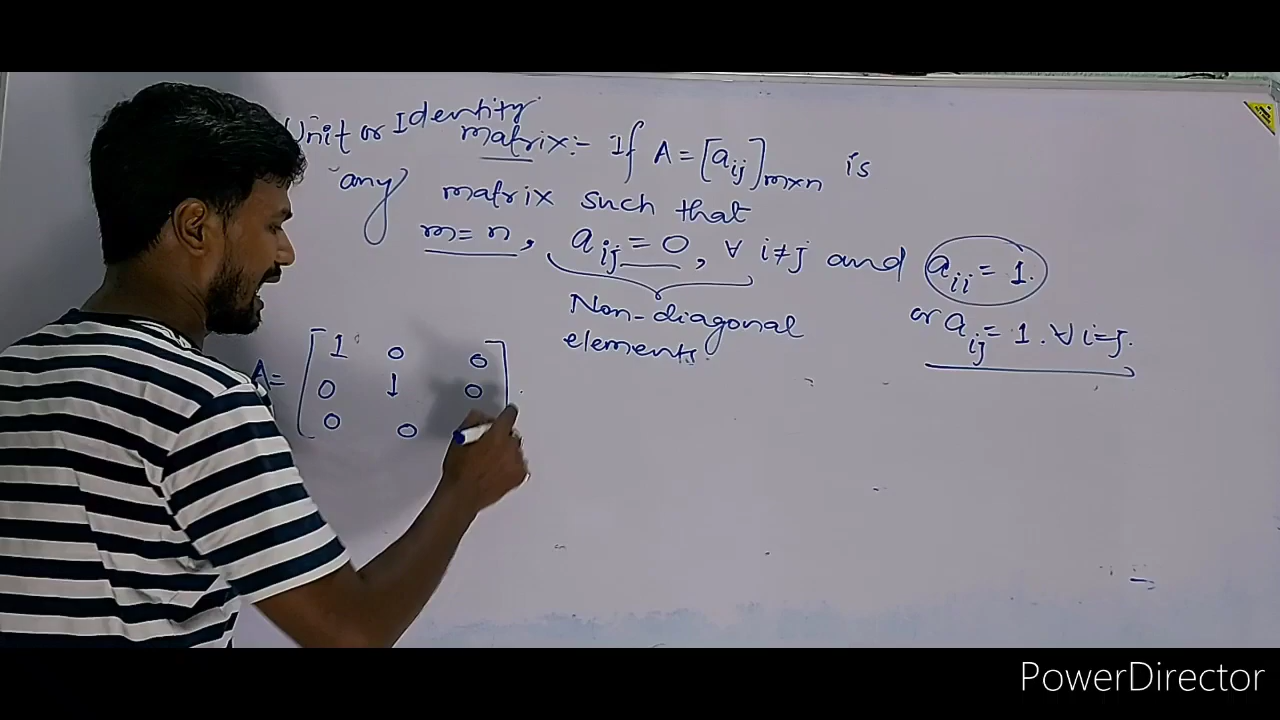 Unit or Identity
matrix:- If A = [aij]m×n is
any matrix such that
m = n, aij = 0, ∀ i≠j and aii = 1.
Non-diagonal
elements.
or aij = 1. ∀ i=j.
A = [1 0 0
0 1 0
0 0
PowerDirector